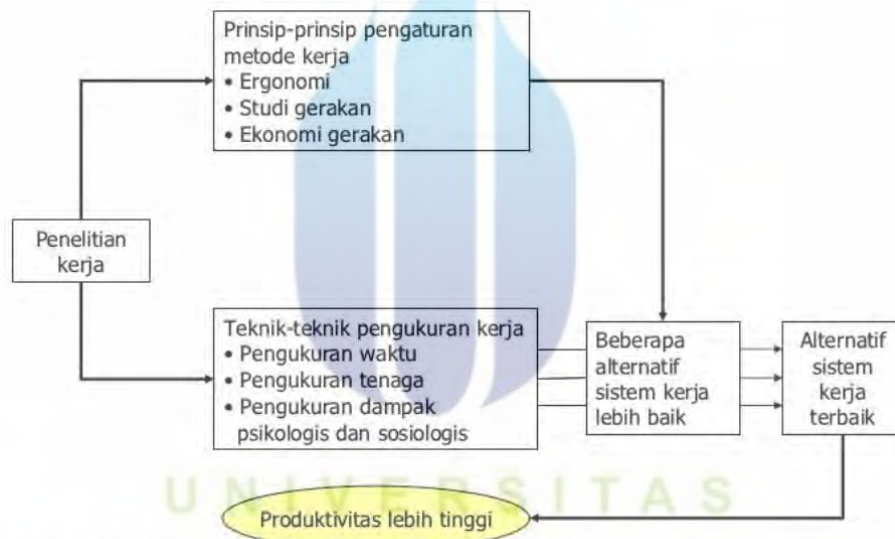 Prinsip-prinsip pengaturan
metode kerja
• Ergonomi
• Studi gerakan
• Ekonomi gerakan
Penelitian
kerja
Teknik-teknik pengukuran kerja
• Pengukuran waktu
• Pengukuran tenaga
• Pengukuran dampak
psikologis dan sosiologis
Beberapa
alternatif
sistem kerja
lebih baik
Alternatif
sistem
kerja
terbaik
UNIVERSITAS
Produktivitas lebih tinggi